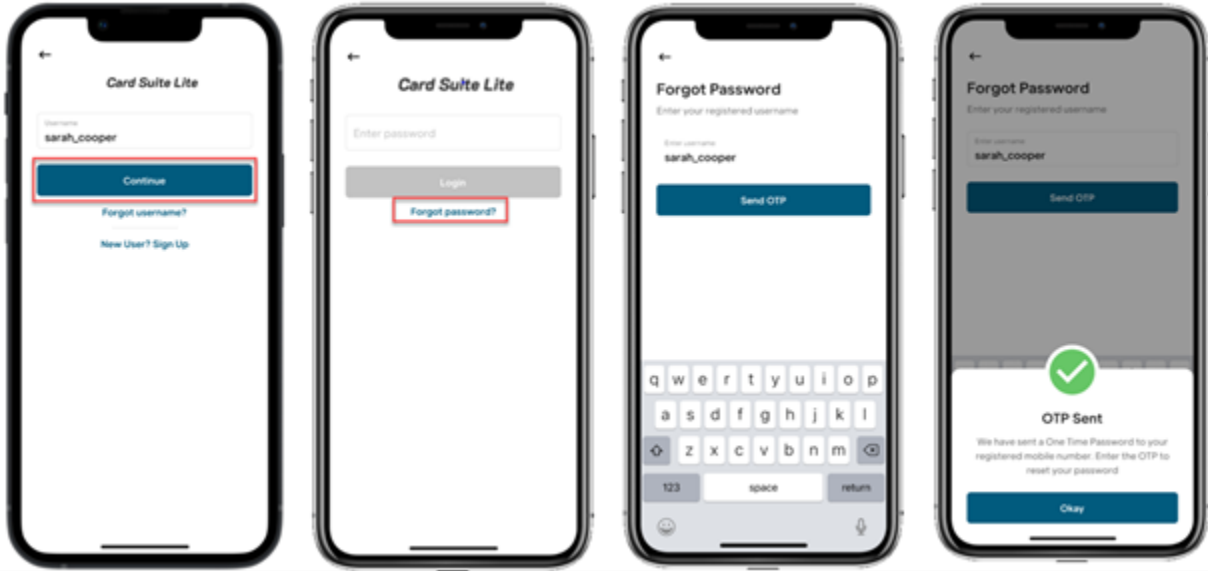 Card Suite Lite
Username
sarah_cooper
Continue
Forgot username?
New User? Sign Up
Card Suite Lite
Enter password
Login
Forgot password?
Forgot Password
Enter your registered username
Enter username
sarah_cooper
Send OTP
q w e r t y u i o p
a s d f g h j k l
z x c v b n m
123 space return
Forgot Password
Enter your registered username
Enter username
sarah_cooper
Send OTP
OTP Sent
We have sent a One Time Password to your
registered mobile number. Enter the OTP to
reset your password
Okay